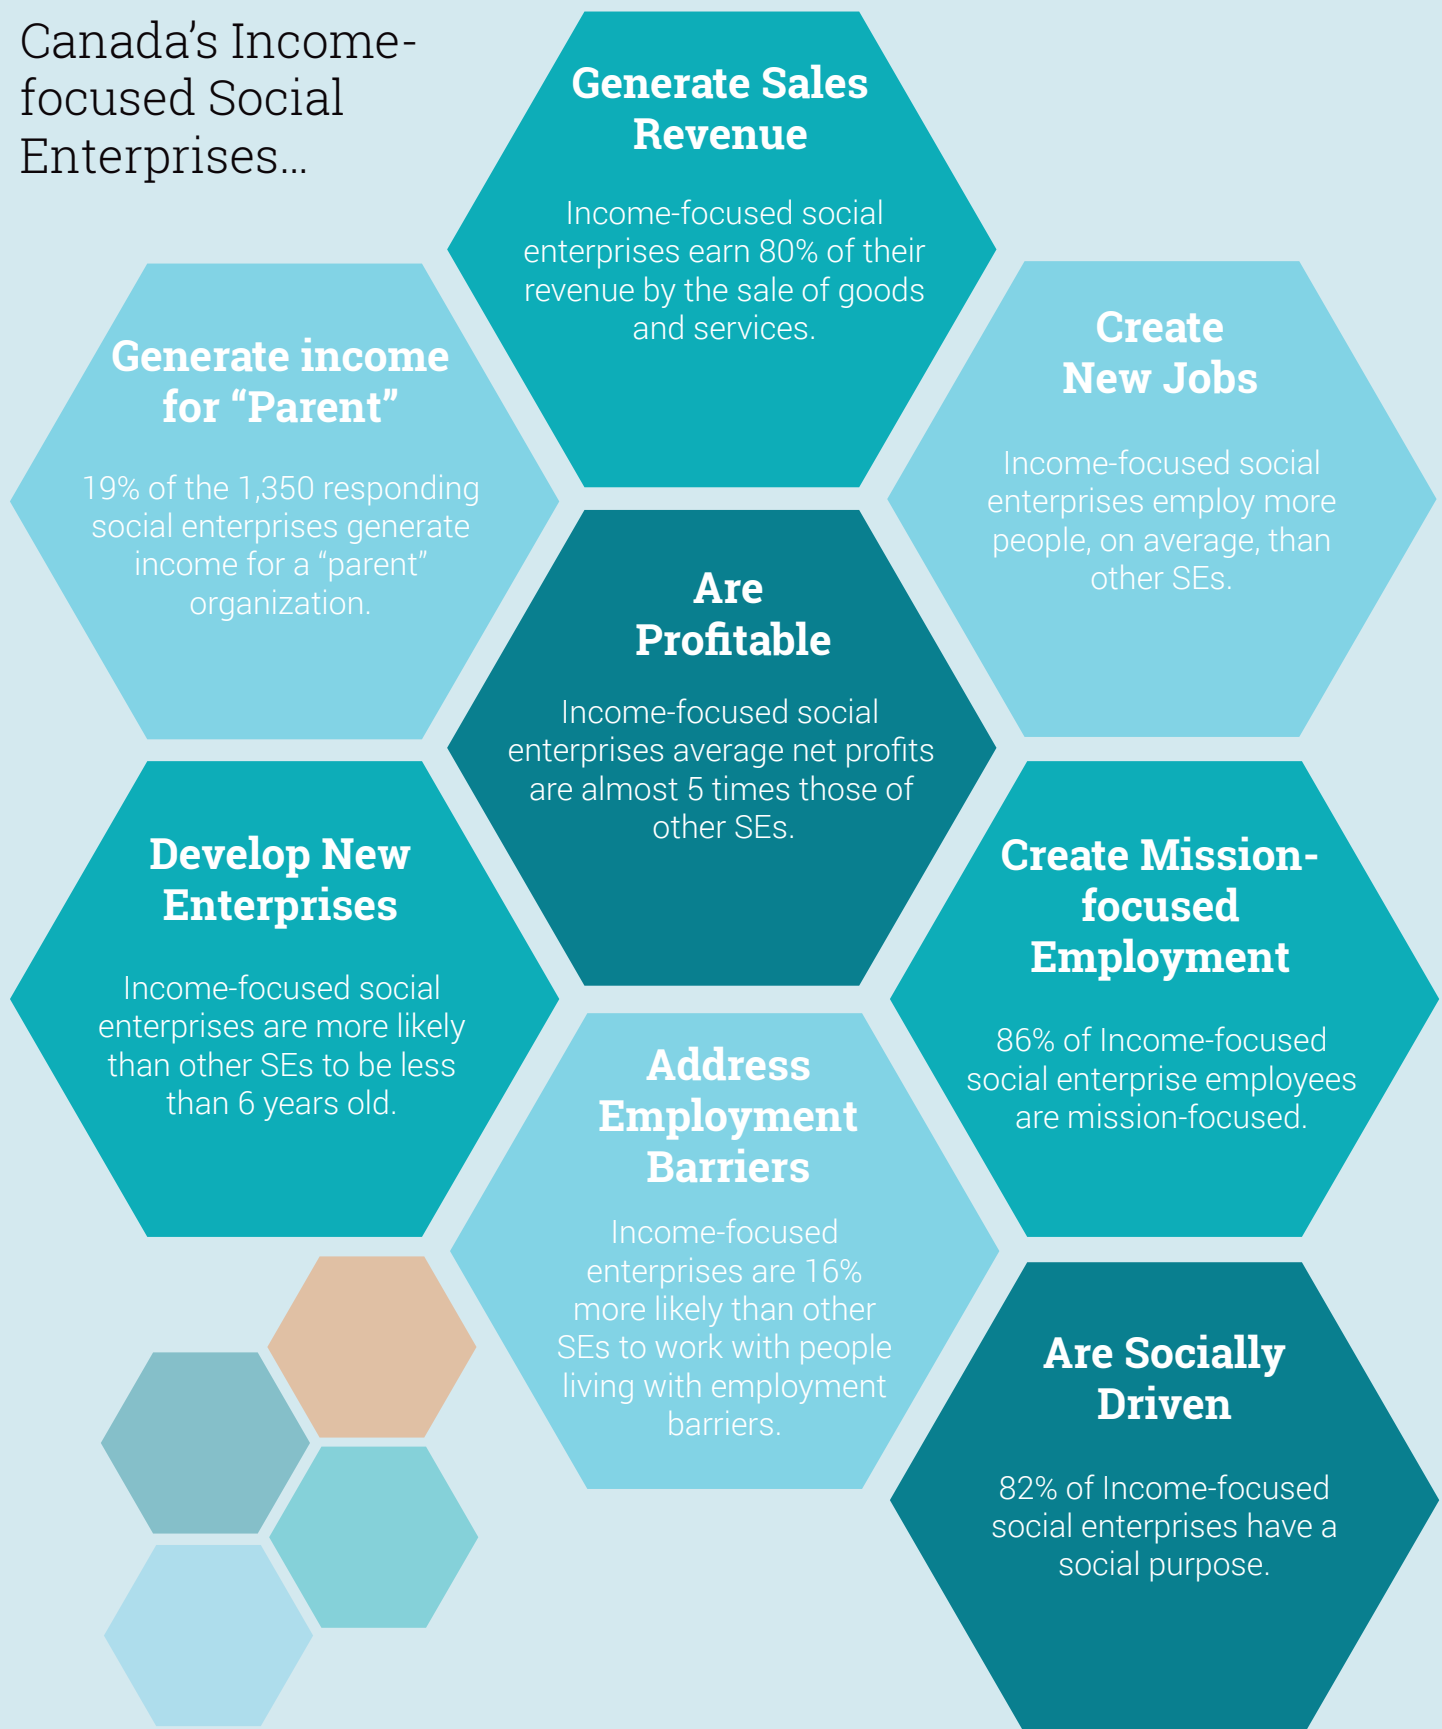 Canada’s Income-
focused Social
Enterprises...
Generate Sales
Revenue
Income-focused social
enterprises earn 80% of their
revenue by the sale of goods
and services.
Generate income
for “Parent”
19% of the 1,350 responding
social enterprises generate
income for a “parent”
organization.
Create
New Jobs
Income-focused social
enterprises employ more
people, on average, than
other SEs.
Are
Profitable
Income-focused social
enterprises average net profits
are almost 5 times those of
other SEs.
Develop New
Enterprises
Income-focused social
enterprises are more likely
than other SEs to be less
than 6 years old.
Create Mission-
focused
Employment
86% of Income-focused
social enterprise employees
are mission-focused.
Address
Employment
Barriers
Income-focused
enterprises are 16%
more likely than other
SEs to work with people
living with employment
barriers.
Are Socially
Driven
82% of Income-focused
social enterprises have a
social purpose.